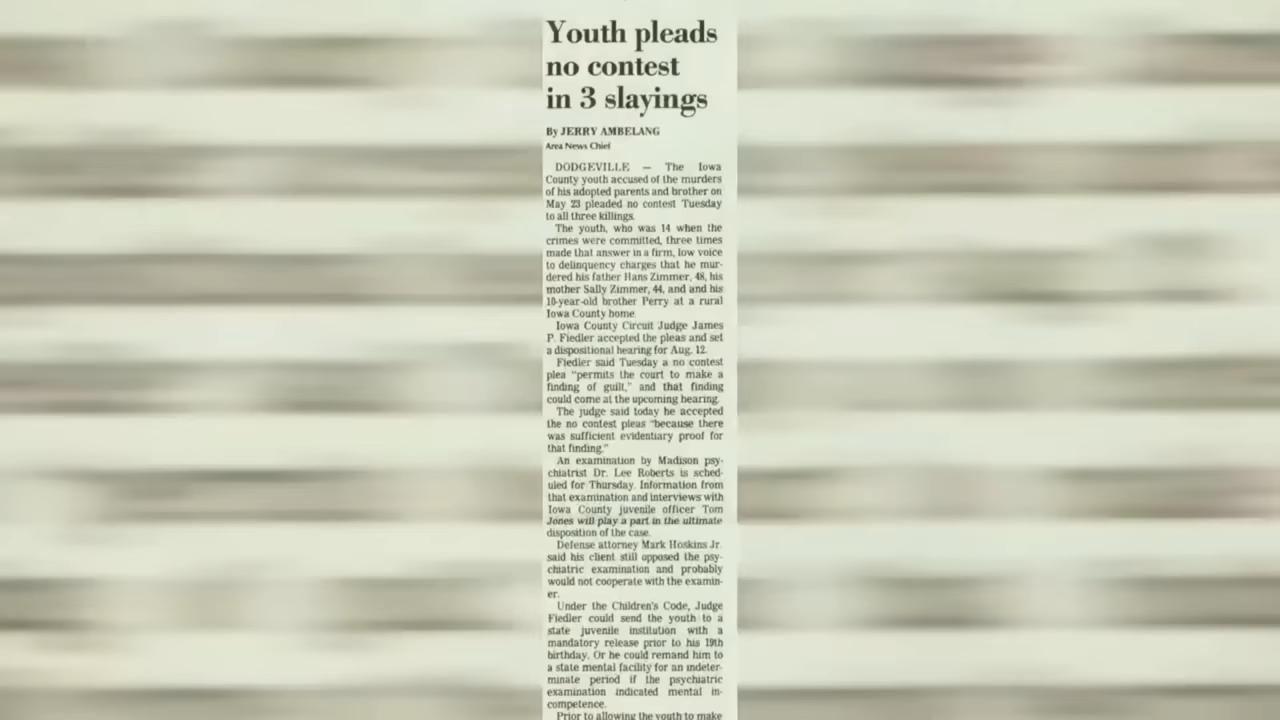 Youth pleads
no contest
in 3 slayings
By JERRY AMBELANG
Area News Chief
DODGEVILLE — The Iowa
County youth accused of the murders
of his adopted parents and brother on
May 23 pleaded no contest Tuesday
to all three killings.
The youth, who was 14 when the
crimes were committed, three times
made that answer in a firm, low voice
to delinquency charges that he mur-
dered his father Hans Zimmer, 48, his
mother Sally Zimmer, 44, and and his
10-year-old brother Perry at a rural
Iowa County home.
Iowa County Circuit Judge James
P. Fiedler accepted the pleas and set
a dispositional hearing for Aug. 12.
Fiedler said Tuesday a no contest
plea "permits the court to make a
finding of guilt," and that finding
could come at the upcoming hearing.
The judge said today he accepted
the no contest pleas "because there
was sufficient evidentiary proof for
that finding."
An examination by Madison psy-
chiatrist Dr. Lee Roberts is sched-
uled for Thursday. Information from
that examination and interviews with
Iowa County juvenile officer Tom
Jones will play a part in the ultimate
disposition of the case.
Defense attorney Mark Hoskins Jr.
said his client still opposed the psy-
chiatric examination and probably
would not cooperate with the examin-
er.
Under the Children's Code, Judge
Fiedler could send the youth to a
state juvenile institution with a
mandatory release prior to his 19th
birthday. Or he could remand him to
a state mental facility for an indeter-
minate period if the psychiatric
examination indicated mental in-
competence.
Prior to allowing the youth to make